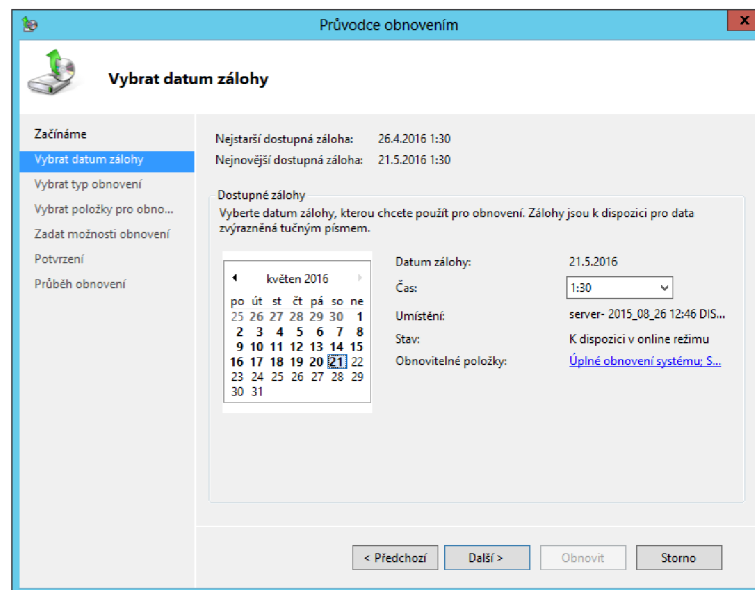 Průvodce obnovením
x
Vybrat datum zálohy
Začínáme
Vybrat datum zálohy
Vybrat typ obnovení
Vybrat položky pro obno...
Zadat možnosti obnovení
Potvrzení
Průběh obnovení
Nejstarší dostupná záloha: 26.4.2016 1:30
Nejnovější dostupná záloha: 21.5.2016 1:30
Dostupné zálohy
Vyberte datum zálohy, kterou chcete použít pro obnovení. Zálohy jsou k dispozici pro data
zvýrazněná tučným písmem.
květen 2016
po út st čt pá so ne
25 26 27 28 29 30 1
2 3 4 5 6 7 8
9 10 11 12 13 14 15
16 17 18 19 20 21 22
23 24 25 26 27 28 29
30 31
Datum zálohy: 21.5.2016
Čas: 1:30
Umístění: server- 2015_08_26 12:46 DIS...
Stav: K dispozici v online režimu
Obnovitelné položky: Úplné obnovení systému; S...
< Předchozí
Další >
Obnovit
Storno